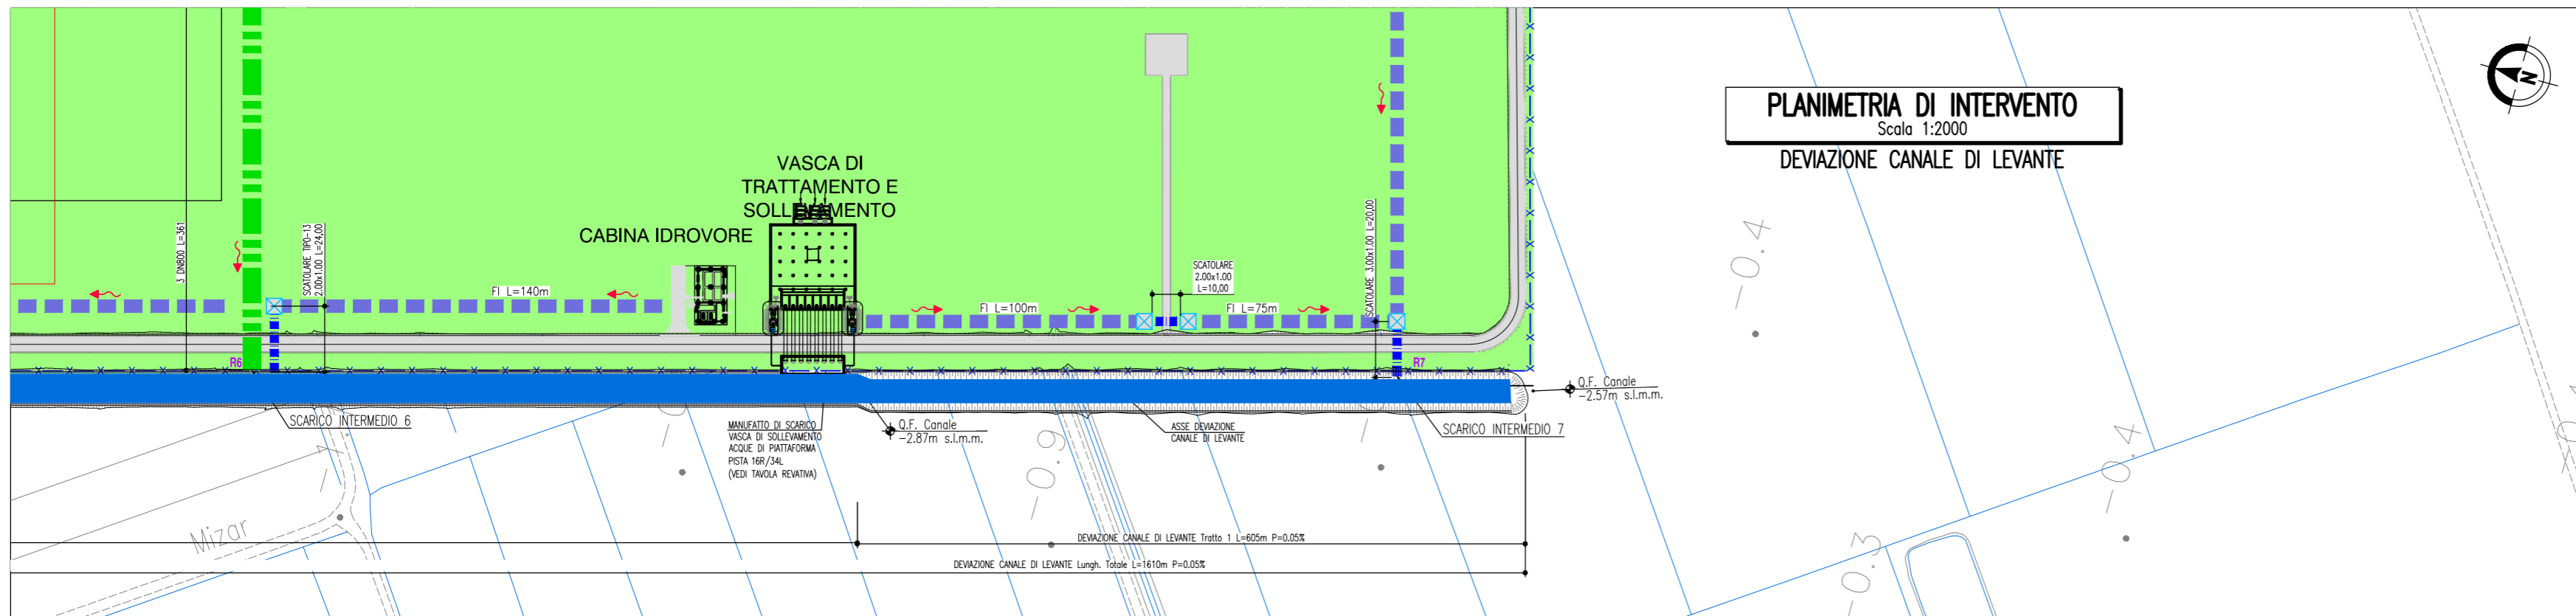 PLANIMETRIA DI INTERVENTO
Scala 1:2000
DEVIAZIONE CANALE DI LEVANTE
N
VASCA DI
TRATTAMENTO E
SOLLEVAMENTO
CABINA IDROVORE
3 DN800 L=361
SCATOLARE TIPO-13
2.00x1.00 L=24,00
FI L=140m
FI L=100m
SCATOLARE
2.00x1.00
L=10,00
FI L=75m
SCATOLARE 3.00x1.00 L=20,00
R6
R7
Q.F. Canale
-2.57m s.l.m.m.
SCARICO INTERMEDIO 6
MANUFATTO DI SCARICO
VASCA DI SOLLEVAMENTO
ACQUE DI PIATTAFORMA
PISTA 16R/34L
(VEDI TAVOLA REVATIVA)
Q.F. Canale
-2.87m s.l.m.m.
ASSE DEVIAZIONE
CANALE DI LEVANTE
SCARICO INTERMEDIO 7
Mizar
-0.9
-0.4
-0.4
-0.3
DEVIAZIONE CANALE DI LEVANTE Tratto 1 L=605m P=0.05%
DEVIAZIONE CANALE DI LEVANTE Lungh. Totale L=1610m P=0.05%